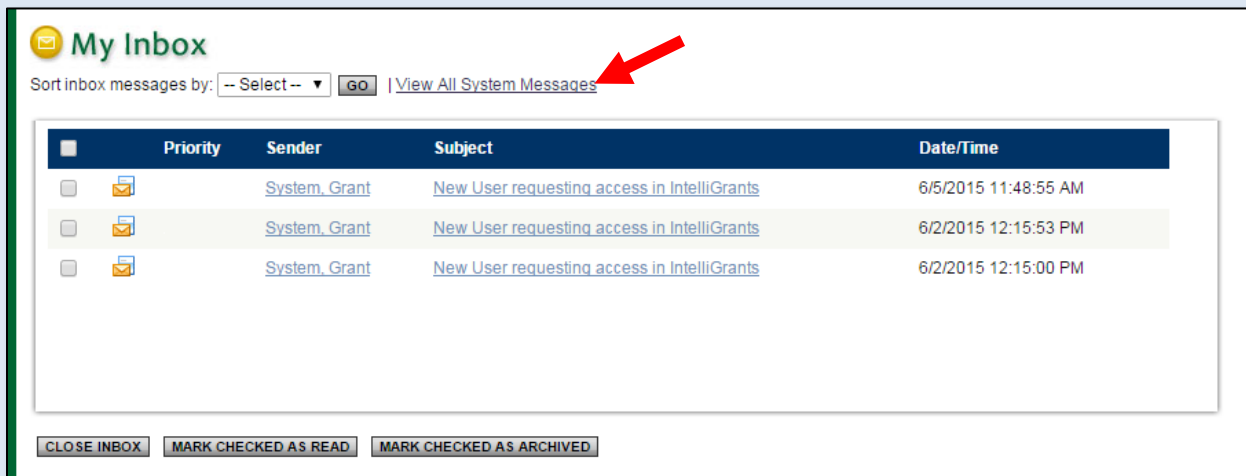 My Inbox
Sort inbox messages by: -- Select -- ▼ GO | View All System Messages
Priority Sender Subject Date/Time
System, Grant New User requesting access in IntelliGrants 6/5/2015 11:48:55 AM
System, Grant New User requesting access in IntelliGrants 6/2/2015 12:15:53 PM
System, Grant New User requesting access in IntelliGrants 6/2/2015 12:15:00 PM
CLOSE INBOX MARK CHECKED AS READ MARK CHECKED AS ARCHIVED